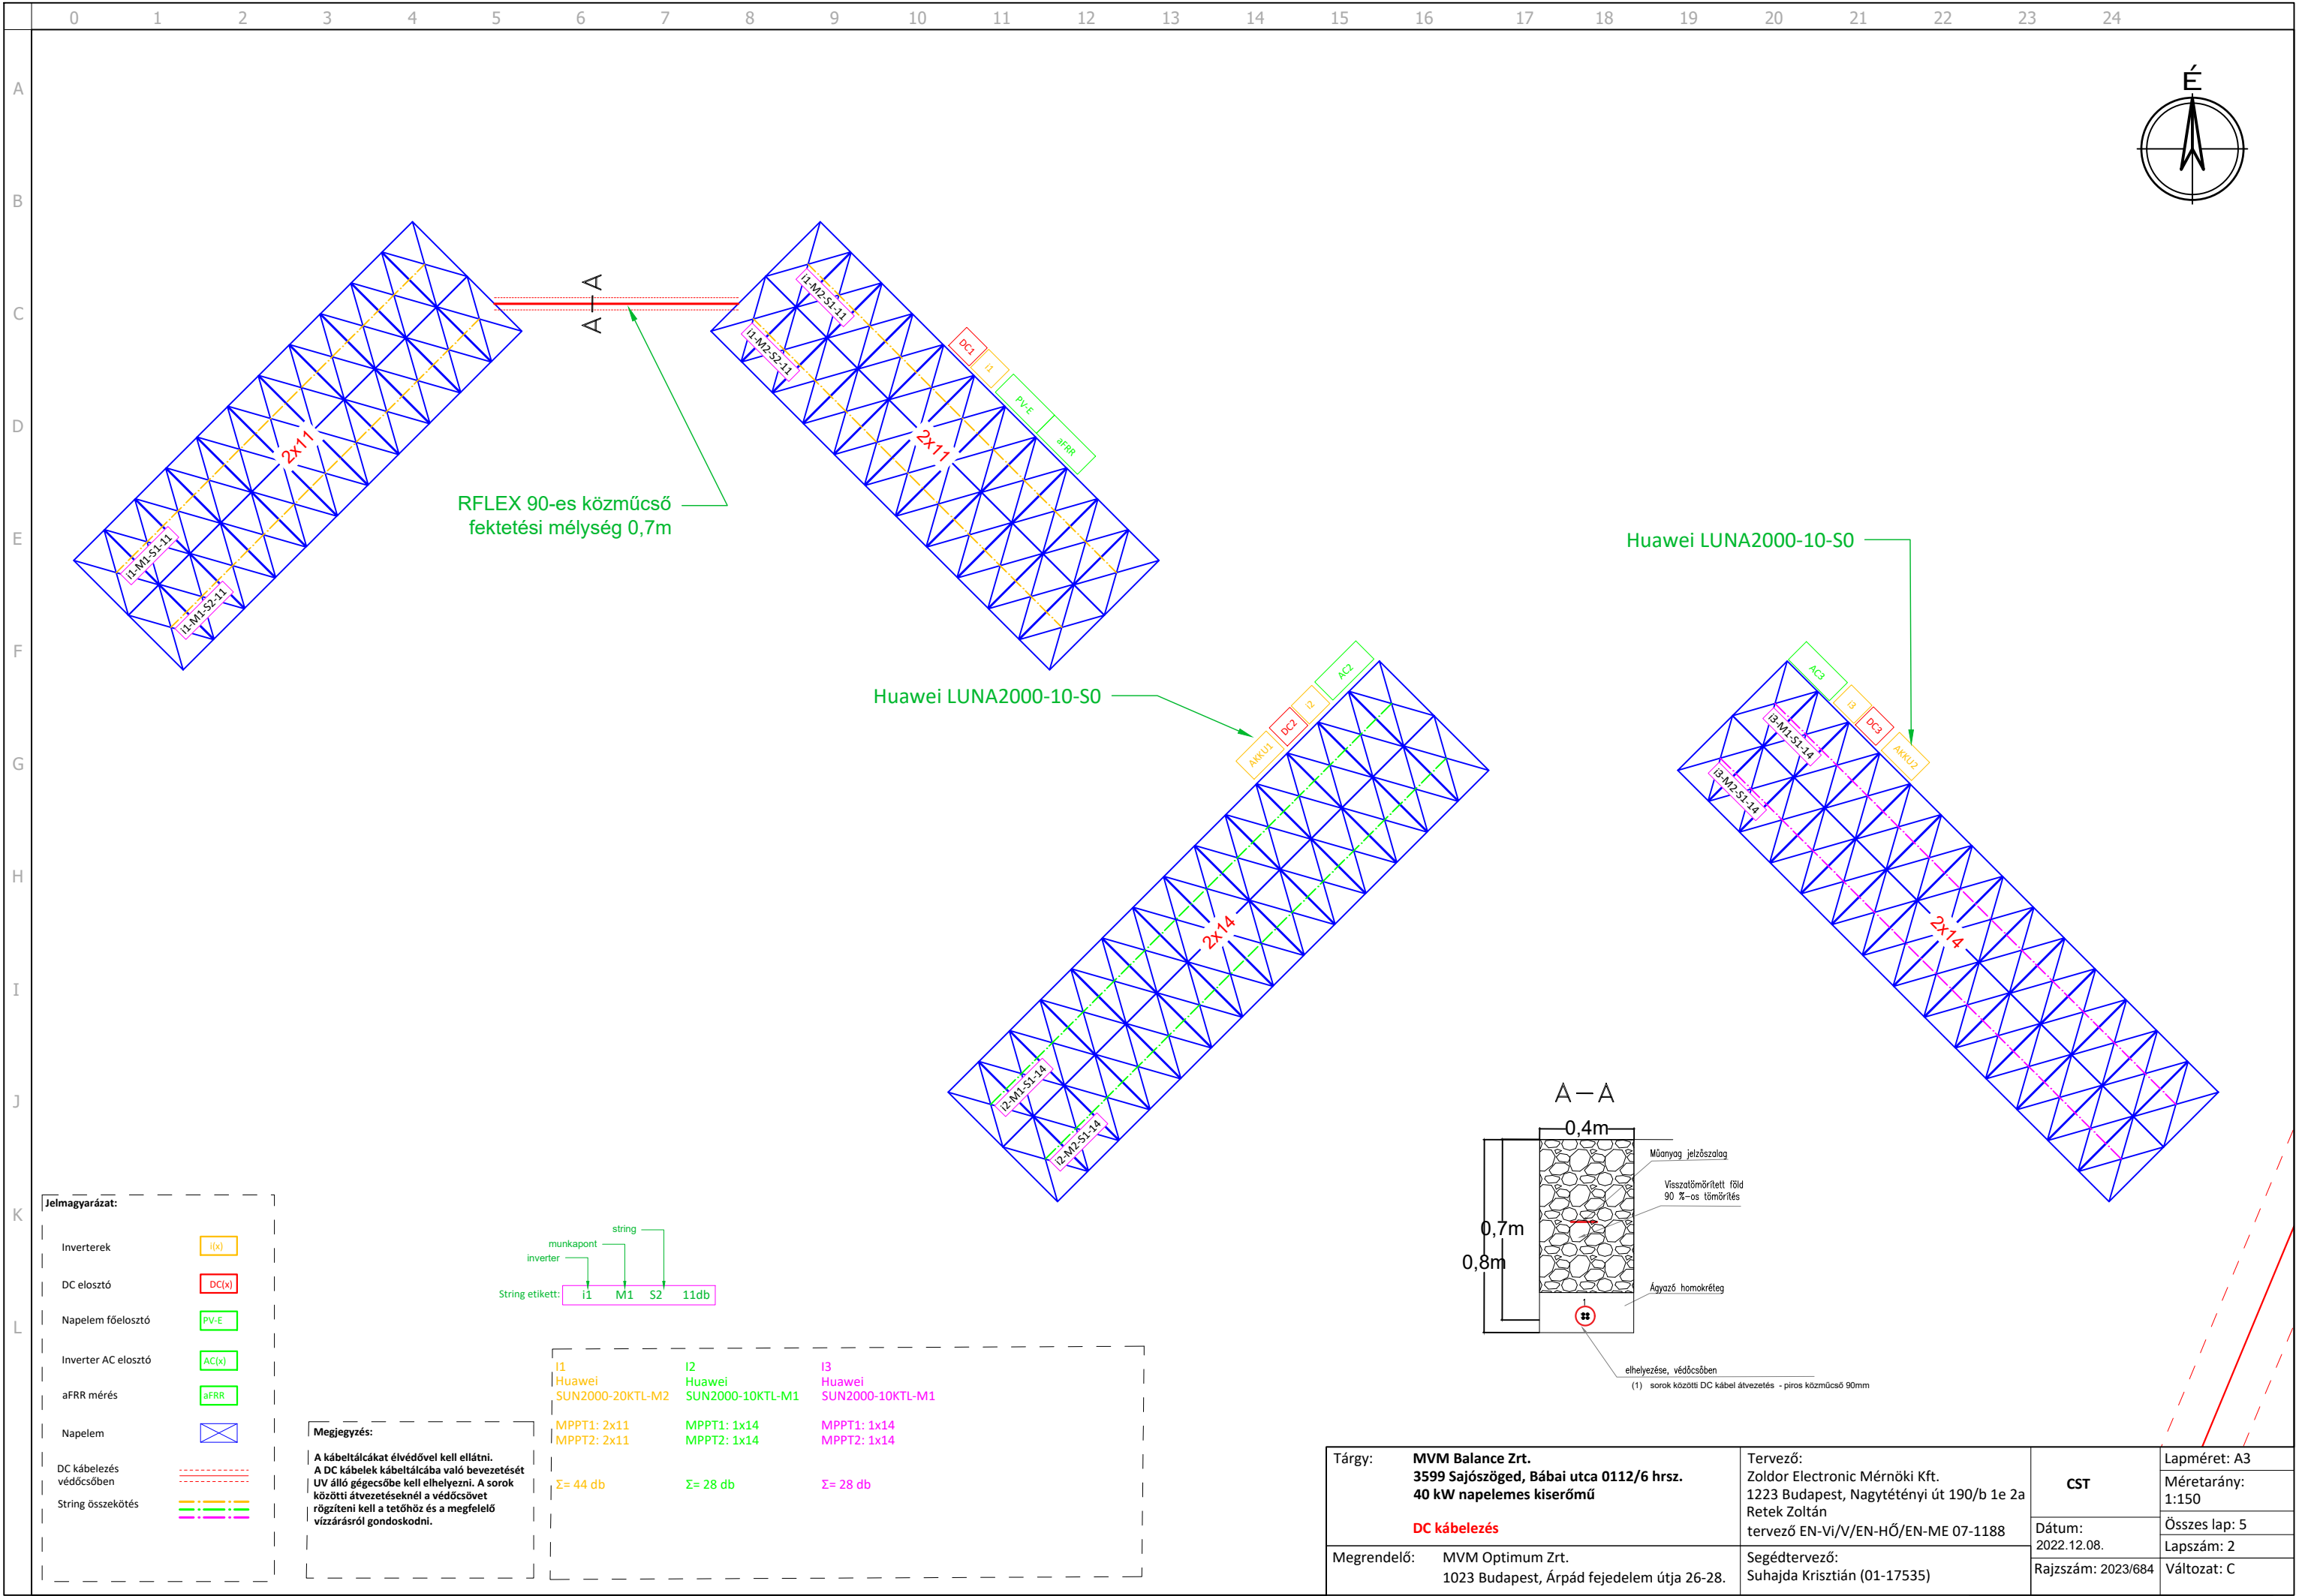 0 1 2 3 4 5 6 7 8 9 10 11 12 13 14 15 16 17 18 19 20 21 22 23 24
A
B
C
D
E
F
G
H
I
J
K
L
É
A — A
i1-M2-S1-11
i1-M2-S2-11
DC1
i1
PV-E
aFRR
2x11
2x11
i1-M1-S1-11
i1-M1-S2-11
RFLEX 90-es közműcső
fektetési mélység 0,7m
Huawei LUNA2000-10-S0
Huawei LUNA2000-10-S0
AC2
i2
DC2
AKKU1
2x14
i2-M1-S1-14
i2-M2-S1-14
AC3
i3
DC3
AKKU2
i3-M1-S1-14
i3-M2-S1-14
2x14
A — A
0,4m
0,7m
0,8m
Műanyag jelzőszalag
Visszatömörített föld
90 %-os tömörítés
Ágyazó homokréteg
1
elhelyezése, védőcsőben
(1) sorok közötti DC kábel átvezetés - piros közműcső 90mm
Jelmagyarázat:
Inverterek i(x)
DC elosztó DC(x)
Napelem főelosztó PV-E
Inverter AC elosztó AC(x)
aFRR mérés aFRR
Napelem
DC kábelezés
védőcsőben
String összekötés
string
munkapont
inverter
String etikett: i1 M1 S2 11db
Megjegyzés:
A kábeltálcákat élvédővel kell ellátni.
A DC kábelek kábeltálcába való bevezetését
UV álló gégecsőbe kell elhelyezni. A sorok
közötti átvezetéseknél a védőcsövet
rögzíteni kell a tetőhöz és a megfelelő
vízzárásról gondoskodni.
I1 I2 I3
Huawei Huawei Huawei
SUN2000-20KTL-M2 SUN2000-10KTL-M1 SUN2000-10KTL-M1
MPPT1: 2x11 MPPT1: 1x14 MPPT1: 1x14
MPPT2: 2x11 MPPT2: 1x14 MPPT2: 1x14
Σ= 44 db Σ= 28 db Σ= 28 db
Tárgy: MVM Balance Zrt.
3599 Sajószöged, Bábai utca 0112/6 hrsz.
40 kW napelemes kiserőmű
DC kábelezés
Megrendelő: MVM Optimum Zrt.
1023 Budapest, Árpád fejedelem útja 26-28.
Tervező:
Zoldor Electronic Mérnöki Kft.
1223 Budapest, Nagytétényi út 190/b 1e 2a
Retek Zoltán
tervező EN-Vi/V/EN-HŐ/EN-ME 07-1188
Segédtervező:
Suhajda Krisztián (01-17535)
CST
Dátum:
2022.12.08.
Rajzszám: 2023/684
Lapméret: A3
Méretarány:
1:150
Összes lap: 5
Lapszám: 2
Változat: C